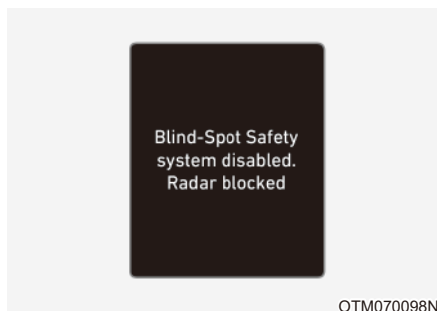 Blind-Spot Safety
system disabled.
Radar blocked
OTM070098N